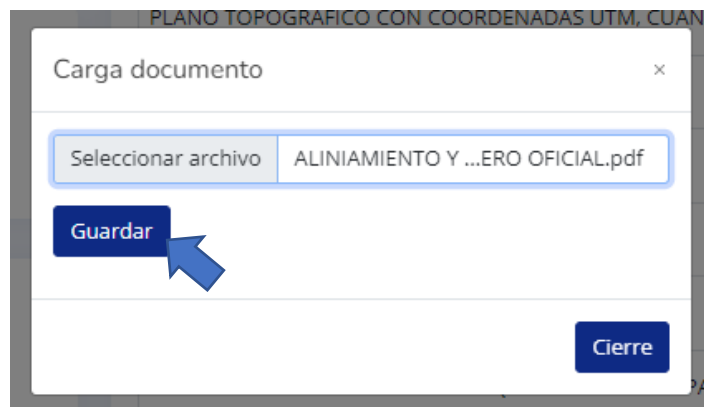 PLANO TOPOGRAFICO CON COORDENADAS UTM, CUAN
Carga documento ×
Seleccionar archivo ALINIAMIENTO Y ...ERO OFICIAL.pdf
Guardar
Cierre